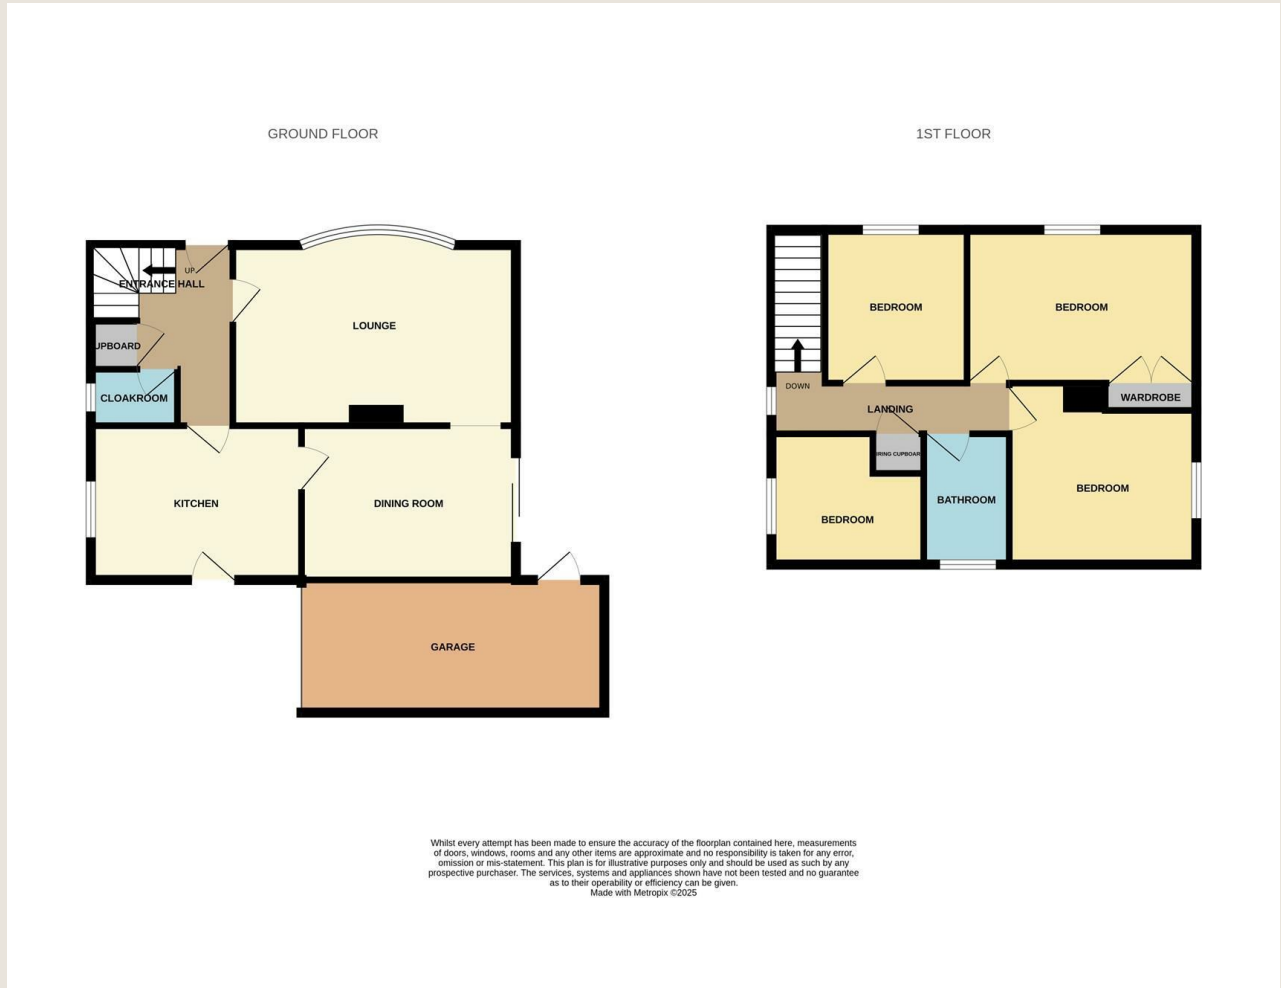 GROUND FLOOR
1ST FLOOR
UP
ENTRANCE HALL
LOUNGE
UPBOARD
CLOAKROOM
KITCHEN
DINING ROOM
GARAGE
BEDROOM
BEDROOM
DOWN
WARDROBE
LANDING
IRING CUPBOAR
BEDROOM
BATHROOM
BEDROOM
Whilst every attempt has been made to ensure the accuracy of the floorplan contained here, measurements
of doors, windows, rooms and any other items are approximate and no responsibility is taken for any error,
omission or mis-statement. This plan is for illustrative purposes only and should be used as such by any
prospective purchaser. The services, systems and appliances shown have not been tested and no guarantee
as to their operability or efficiency can be given.
Made with Metropix ©2025